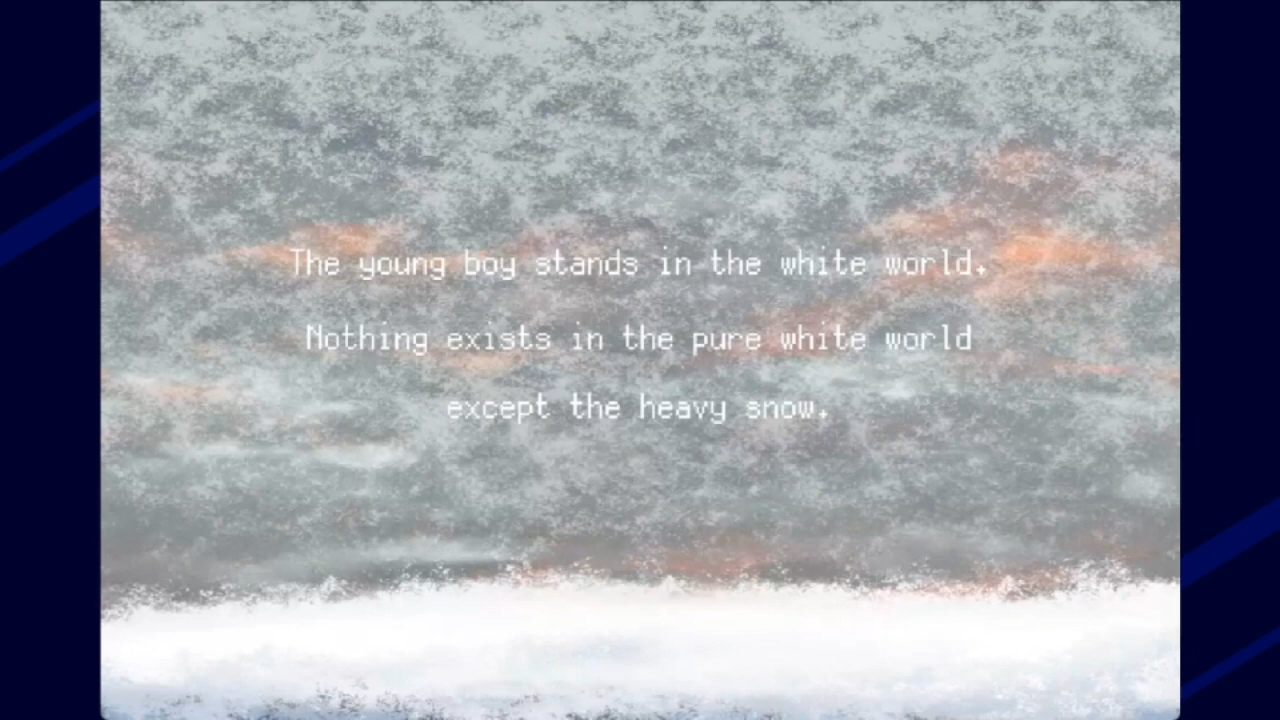 The young boy stands in the white world.
Nothing exists in the pure white world
except the heavy snow.